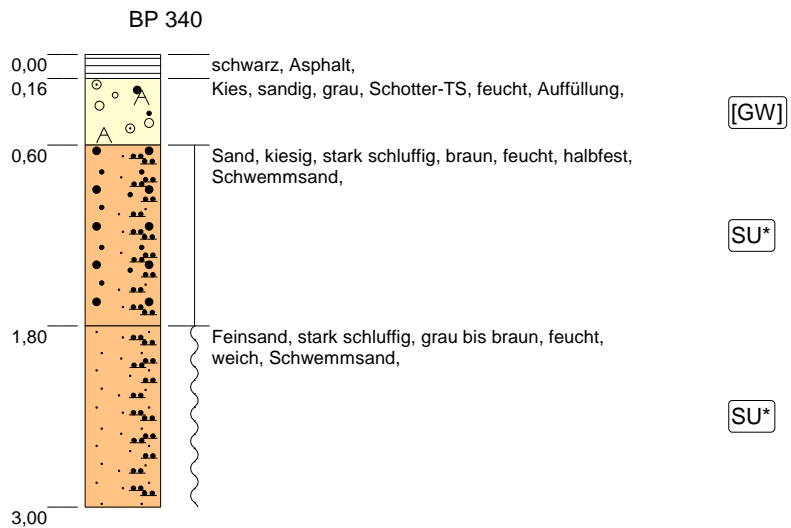 BP 340
0,00
schwarz, Asphalt,
0,16
Kies, sandig, grau, Schotter-TS, feucht, Auffüllung,
[GW]
0,60
Sand, kiesig, stark schluffig, braun, feucht, halbfest,
Schwemmsand,
SU*
1,80
Feinsand, stark schluffig, grau bis braun, feucht,
weich, Schwemmsand,
SU*
3,00